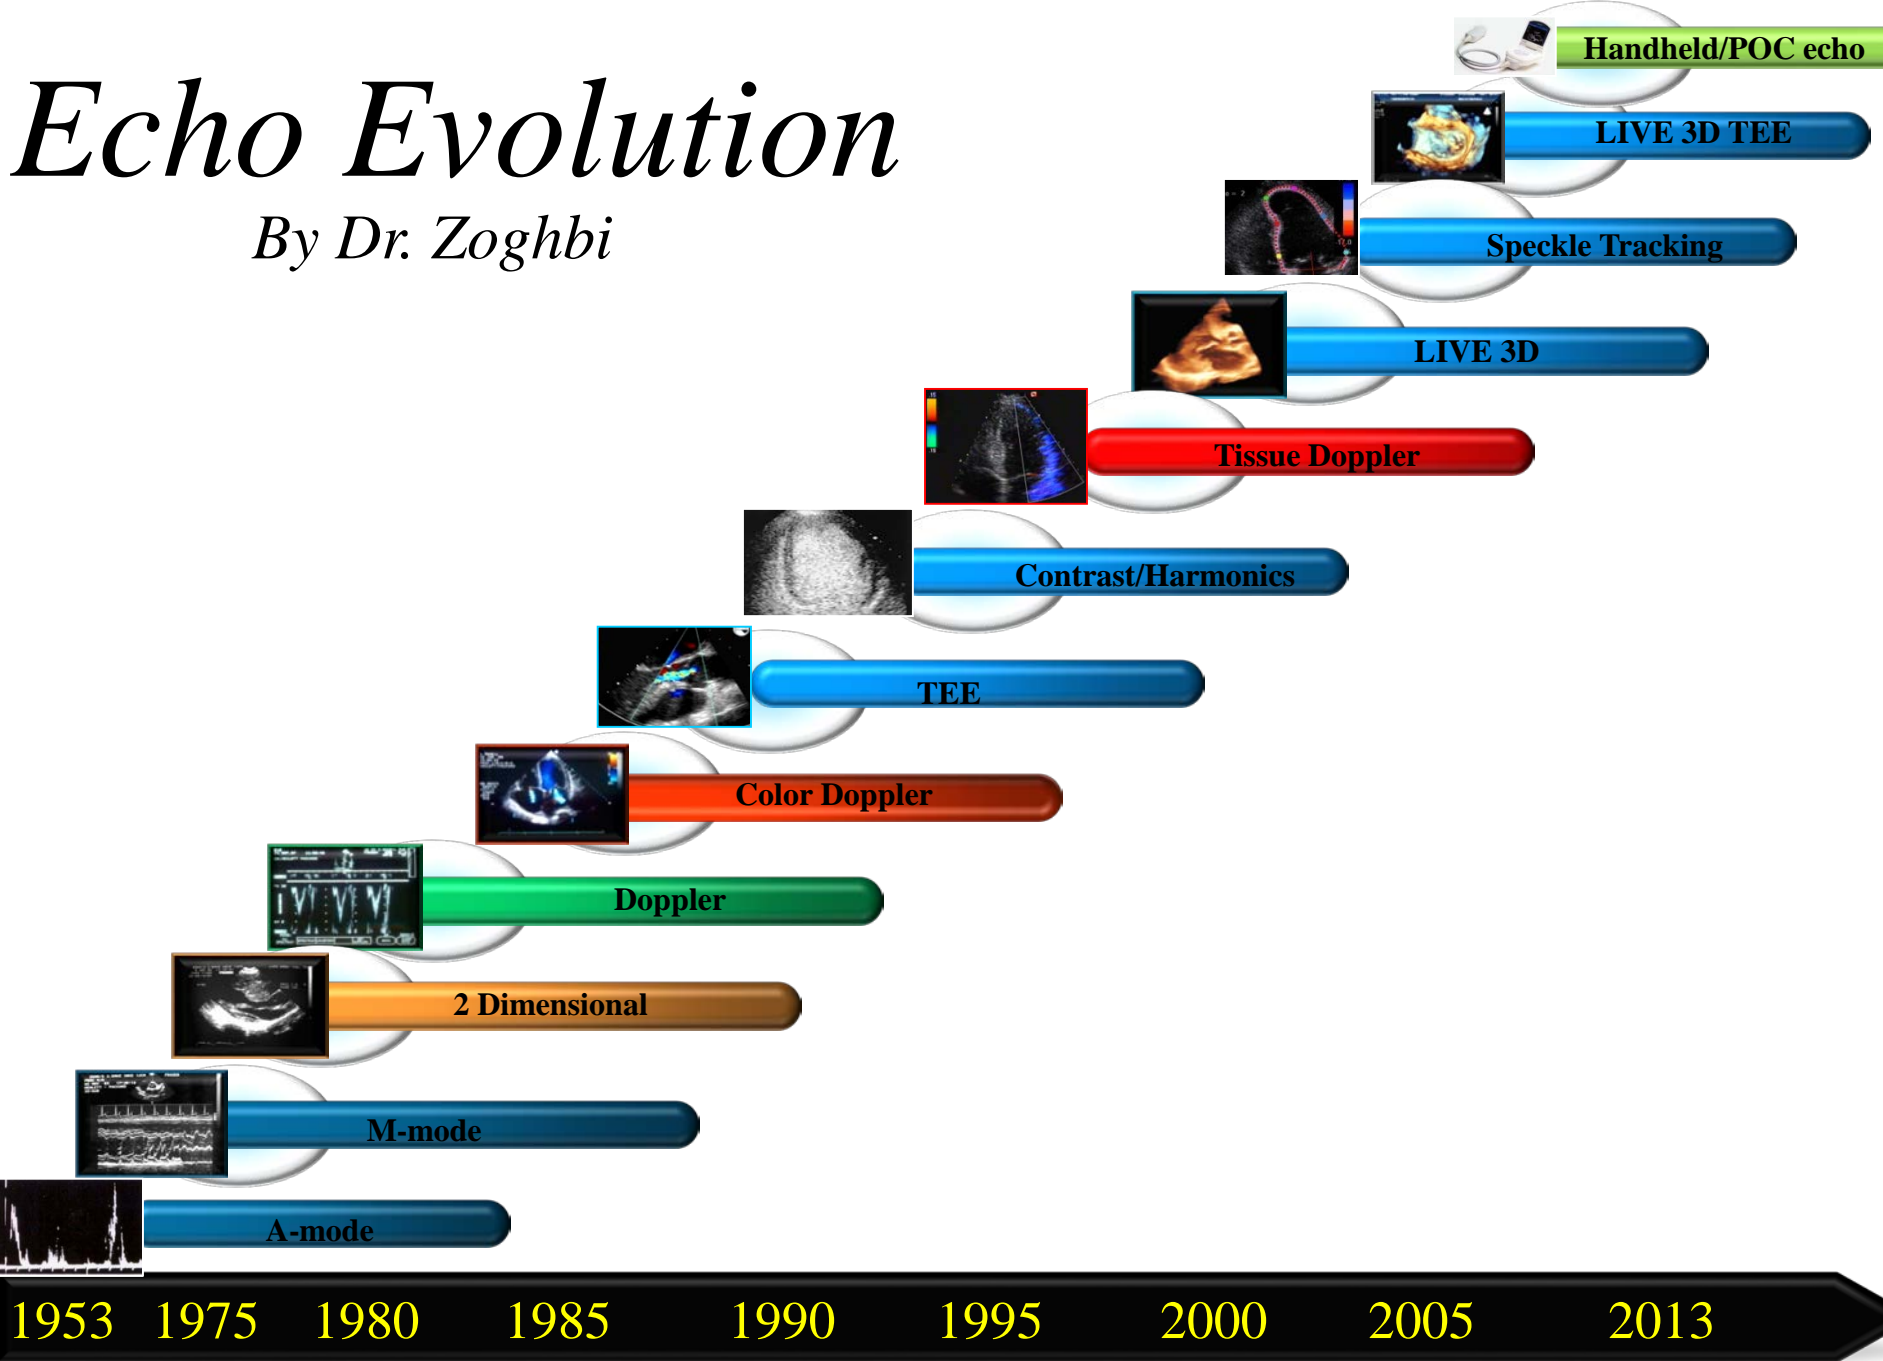 Echo Evolution
By Dr. Zoghbi
Handheld/POC echo
LIVE 3D TEE
Speckle Tracking
LIVE 3D
Tissue Doppler
Contrast/Harmonics
TEE
Color Doppler
Doppler
2 Dimensional
M-mode
A-mode
1953 1975 1980 1985 1990 1995 2000 2005 2013